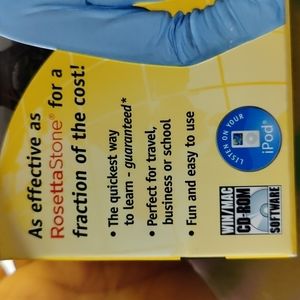 As effective as
RosettaStone® for a
fraction of the cost!
• The quickest way
to learn - guaranteed*
• Perfect for travel,
business or school
• Fun and easy to use
LISTEN ON YOUR
iPod®
WIN/MAC
CD-ROM
SOFTWARE